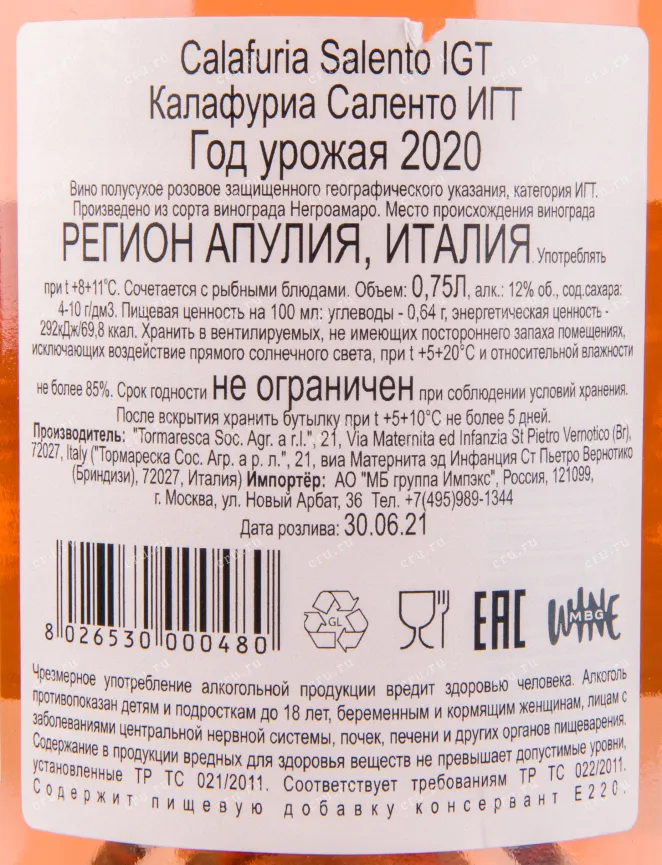 Calafuria Salento IGT
Калафуриа Саленто ИГТ
Год урожая 2020
Вино полусухое розовое защищенного географического указания, категория ИГТ.
Произведено из сорта винограда Негроамаро. Место происхождения винограда
РЕГИОН АПУЛИЯ, ИТАЛИЯ. Употреблять
при t +8+11°С. Сочетается с рыбными блюдами. Объем: 0,75Л, алк.: 12% об., сод.сахара:
4-10 г/дм3. Пищевая ценность на 100 мл: углеводы - 0,64 г, энергетическая ценность -
292кДж/69,8 ккал. Хранить в вентилируемых, не имеющих постороннего запаха помещениях,
исключающих воздействие прямого солнечного света, при t +5+20°С и относительной влажности
не более 85%. Срок годности не ограничен при соблюдении условий хранения.
После вскрытия хранить бутылку при t +5+10°С не более 5 дней.
Производитель: "Tormaresca Soc. Agr. a r.l.", 21, Via Maternita ed Infanzia St Pietro Vernotico (Br),
72027, Italy ("Тормареска Сос. Агр. а р. л.", 21, виа Матернита эд Инфанция Ст Пьетро Вернотико
(Бриндизи), 72027, Италия) Импортёр: АО "МБ группа Импэкс", Россия, 121099,
г. Москва, ул. Новый Арбат, 36 Тел. +7(495)989-1344
Дата розлива: 30.06.21
8 026530 000480
GL
EAC
WINE
MBG
Чрезмерное употребление алкогольной продукции вредит здоровью человека. Алкоголь
противопоказан детям и подросткам до 18 лет, беременным и кормящим женщинам, лицам с
заболеваниями центральной нервной системы, почек, печени и других органов пищеварения.
Содержание в продукции вредных для здоровья веществ не превышает допустимые уровни,
установленные ТР ТС 021/2011. Соответствует требованиям ТР ТС 022/2011.
Содержит пищевую добавку консервант Е220.
cru.ru